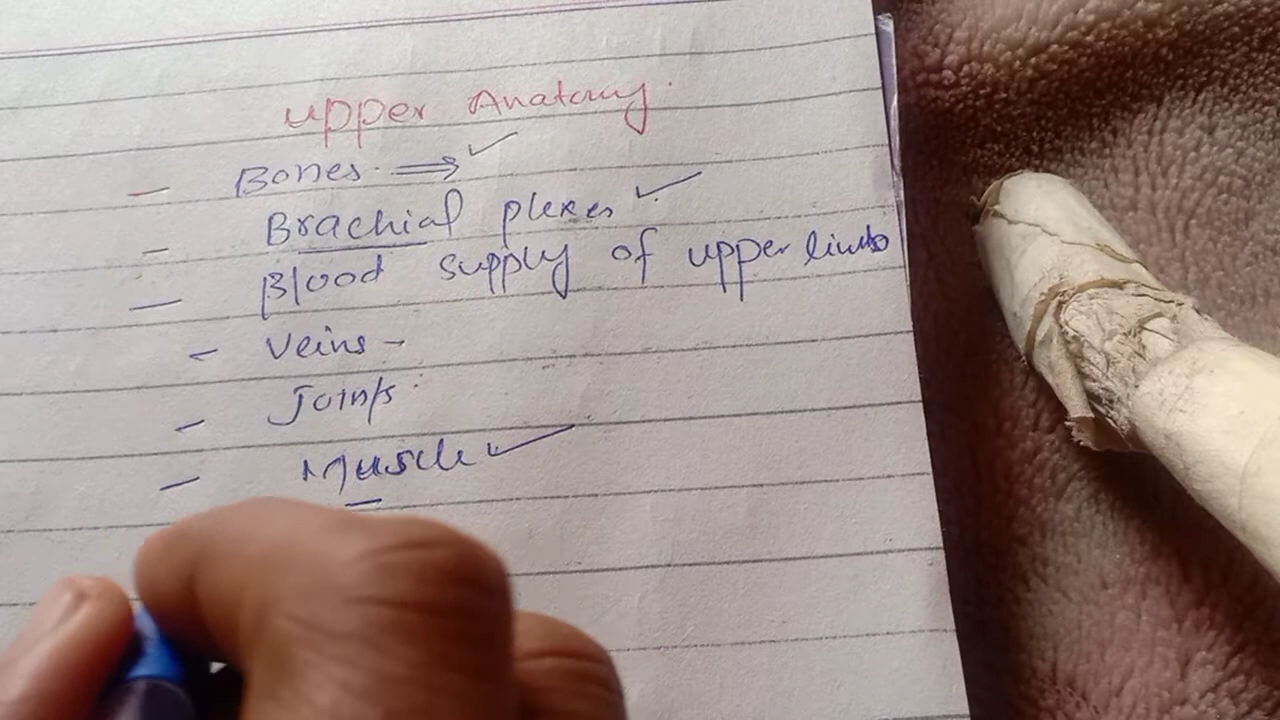 Upper Anatomy.
- Bones. ⇒ ✓
- Brachial plexes ✓
- Blood supply of upper limb
- Veins -
- Joints
- Muscle ✓